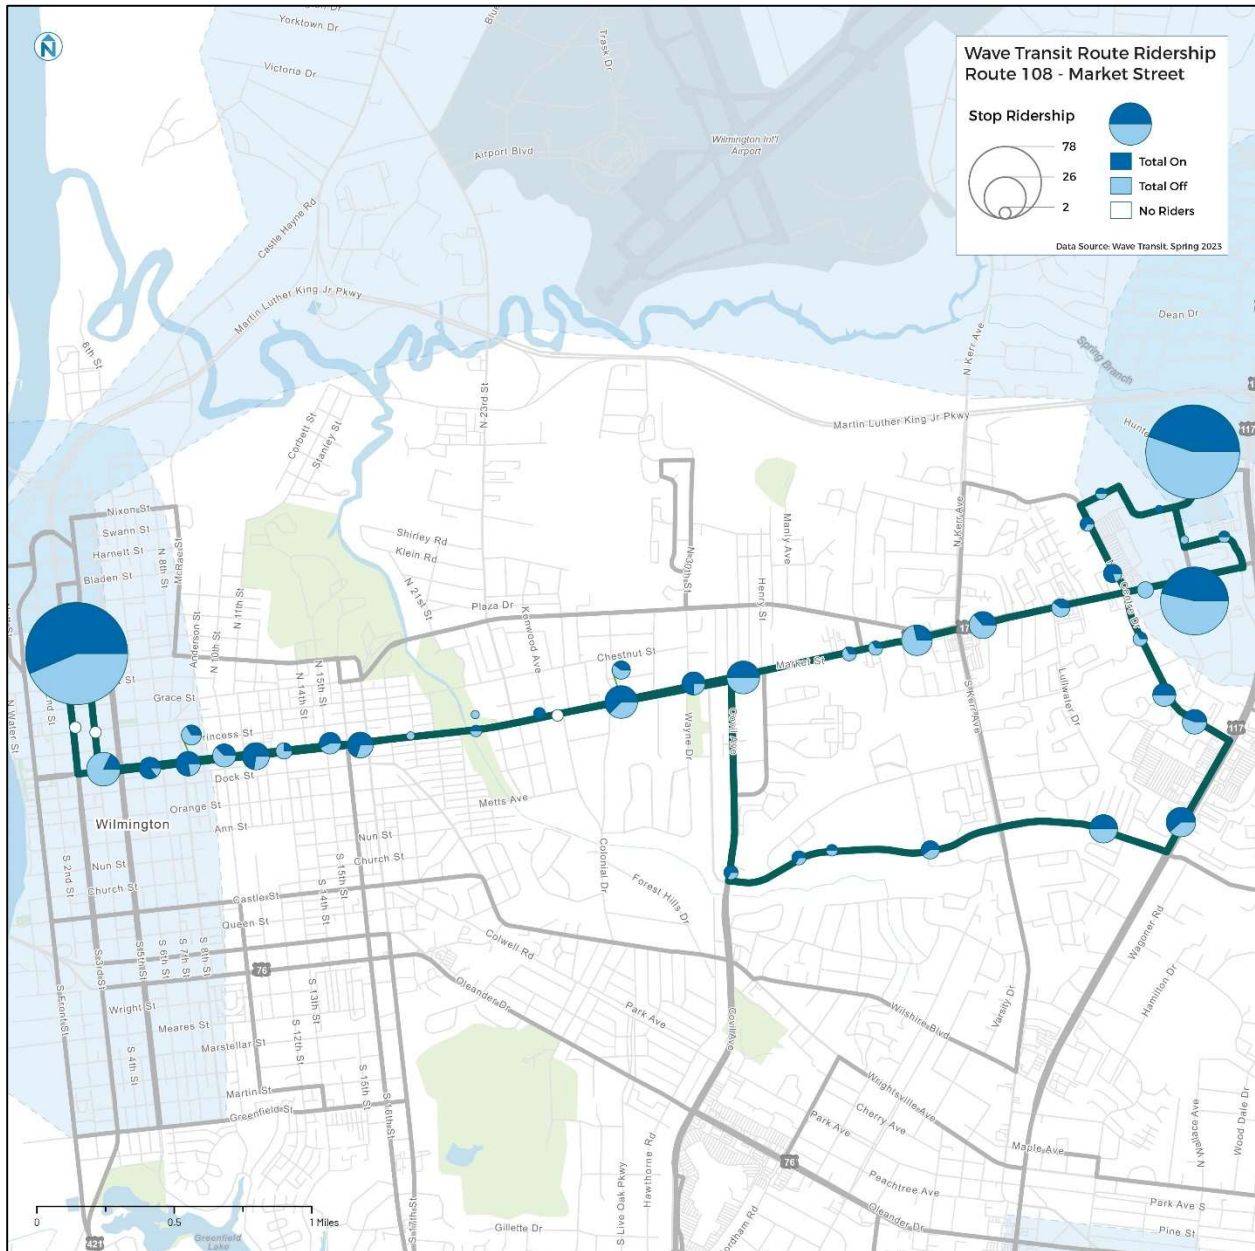 Yorktown Dr
Victoria Dr
Trask Dr
N
Wave Transit Route Ridership
Route 108 - Market Street
Stop Ridership
78
26
2
Total On
Total Off
No Riders
Data Source: Wave Transit, Spring 2023
Wilmington Int'l
Airport
Airport Blvd
Castle Hayne Rd
Martin Luther King Jr Pkwy
6th St
N 23rd St
N Kerr Ave
Dean Dr
Spring Branch
Martin Luther King Jr Pkwy
117
Corbett St
Stanley St
Nixon St
Swann St
Harnett St
Bladen St
N 8th St
McRae St
Shirley Rd
Klein Rd
N 21st St
N 30th St
Manly Ave
N Kerr Ave
Henry St
Plaza Dr
Kenwood Ave
Anderson St
N 10th St
N 11th St
N 14th St
N 15th St
Chestnut St
Market St
Grace St
N Water St
Princess St
Dock St
Orange St
Ann St
Wilmington
Metts Ave
Wayne Dr
Covil Ave
S Kerr Ave
Lullwater Dr
117
Nun St
Church St
Nun St
Church St
S 2nd St
Castle St
Queen St
S 14th St
S 15th St
Colonial Dr
Forest Hills Dr
Colwell Rd
Oleander Dr
Park Ave
Covil Ave
Wilshire Blvd
Varsity Dr
Wagoner Rd
Hamilton Dr
S Front St
S 3rd St
S 5th St
S 6th St
S 7th St
S 8th St
76
S 13th St
S 12th St
Wright St
Meares St
Marstellar St
S 4th St
Martin St
Greenfield St
S 15th St
S 16th St
Wrightsville Ave
Cherry Ave
Park Ave
Maple Ave
N Wallace Ave
Wood Dale Dr
76
Peachtree Ave
Oleander Dr
Park Ave S
Pine St
Hawthorne Rd
S Live Oak Pkwy
Gillette Dr
0
0.5
1 Miles
421
Greenfield
Lake